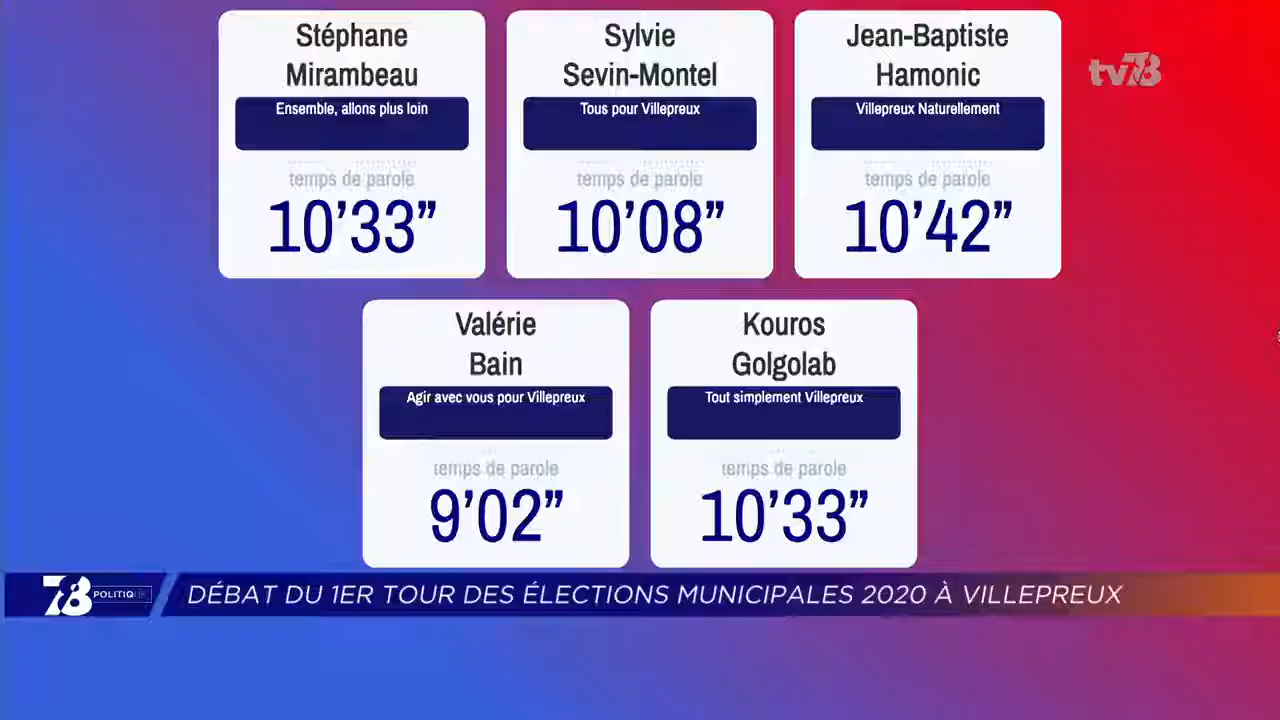 Stéphane
Mirambeau
Ensemble, allons plus loin
temps de parole
10’33”
Sylvie
Sevin-Montel
Tous pour Villepreux
temps de parole
10’08”
Jean-Baptiste
Hamonic
Villepreux Naturellement
temps de parole
10’42”
tv78
Valérie
Bain
Agir avec vous pour Villepreux
temps de parole
9’02”
Kouros
Golgolab
Tout simplement Villepreux
temps de parole
10’33”
78 POLITIQUE
DÉBAT DU 1ER TOUR DES ÉLECTIONS MUNICIPALES 2020 À VILLEPREUX